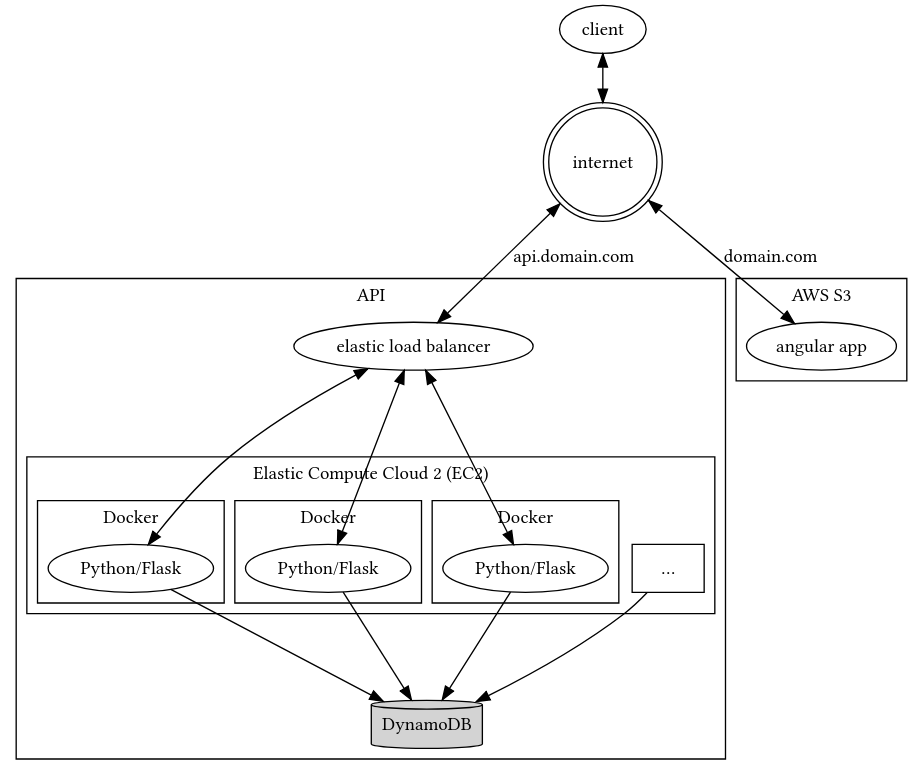 client
internet
api.domain.com
domain.com
API
AWS S3
elastic load balancer
angular app
Elastic Compute Cloud 2 (EC2)
Docker
Docker
Docker
Python/Flask
Python/Flask
Python/Flask
...
DynamoDB